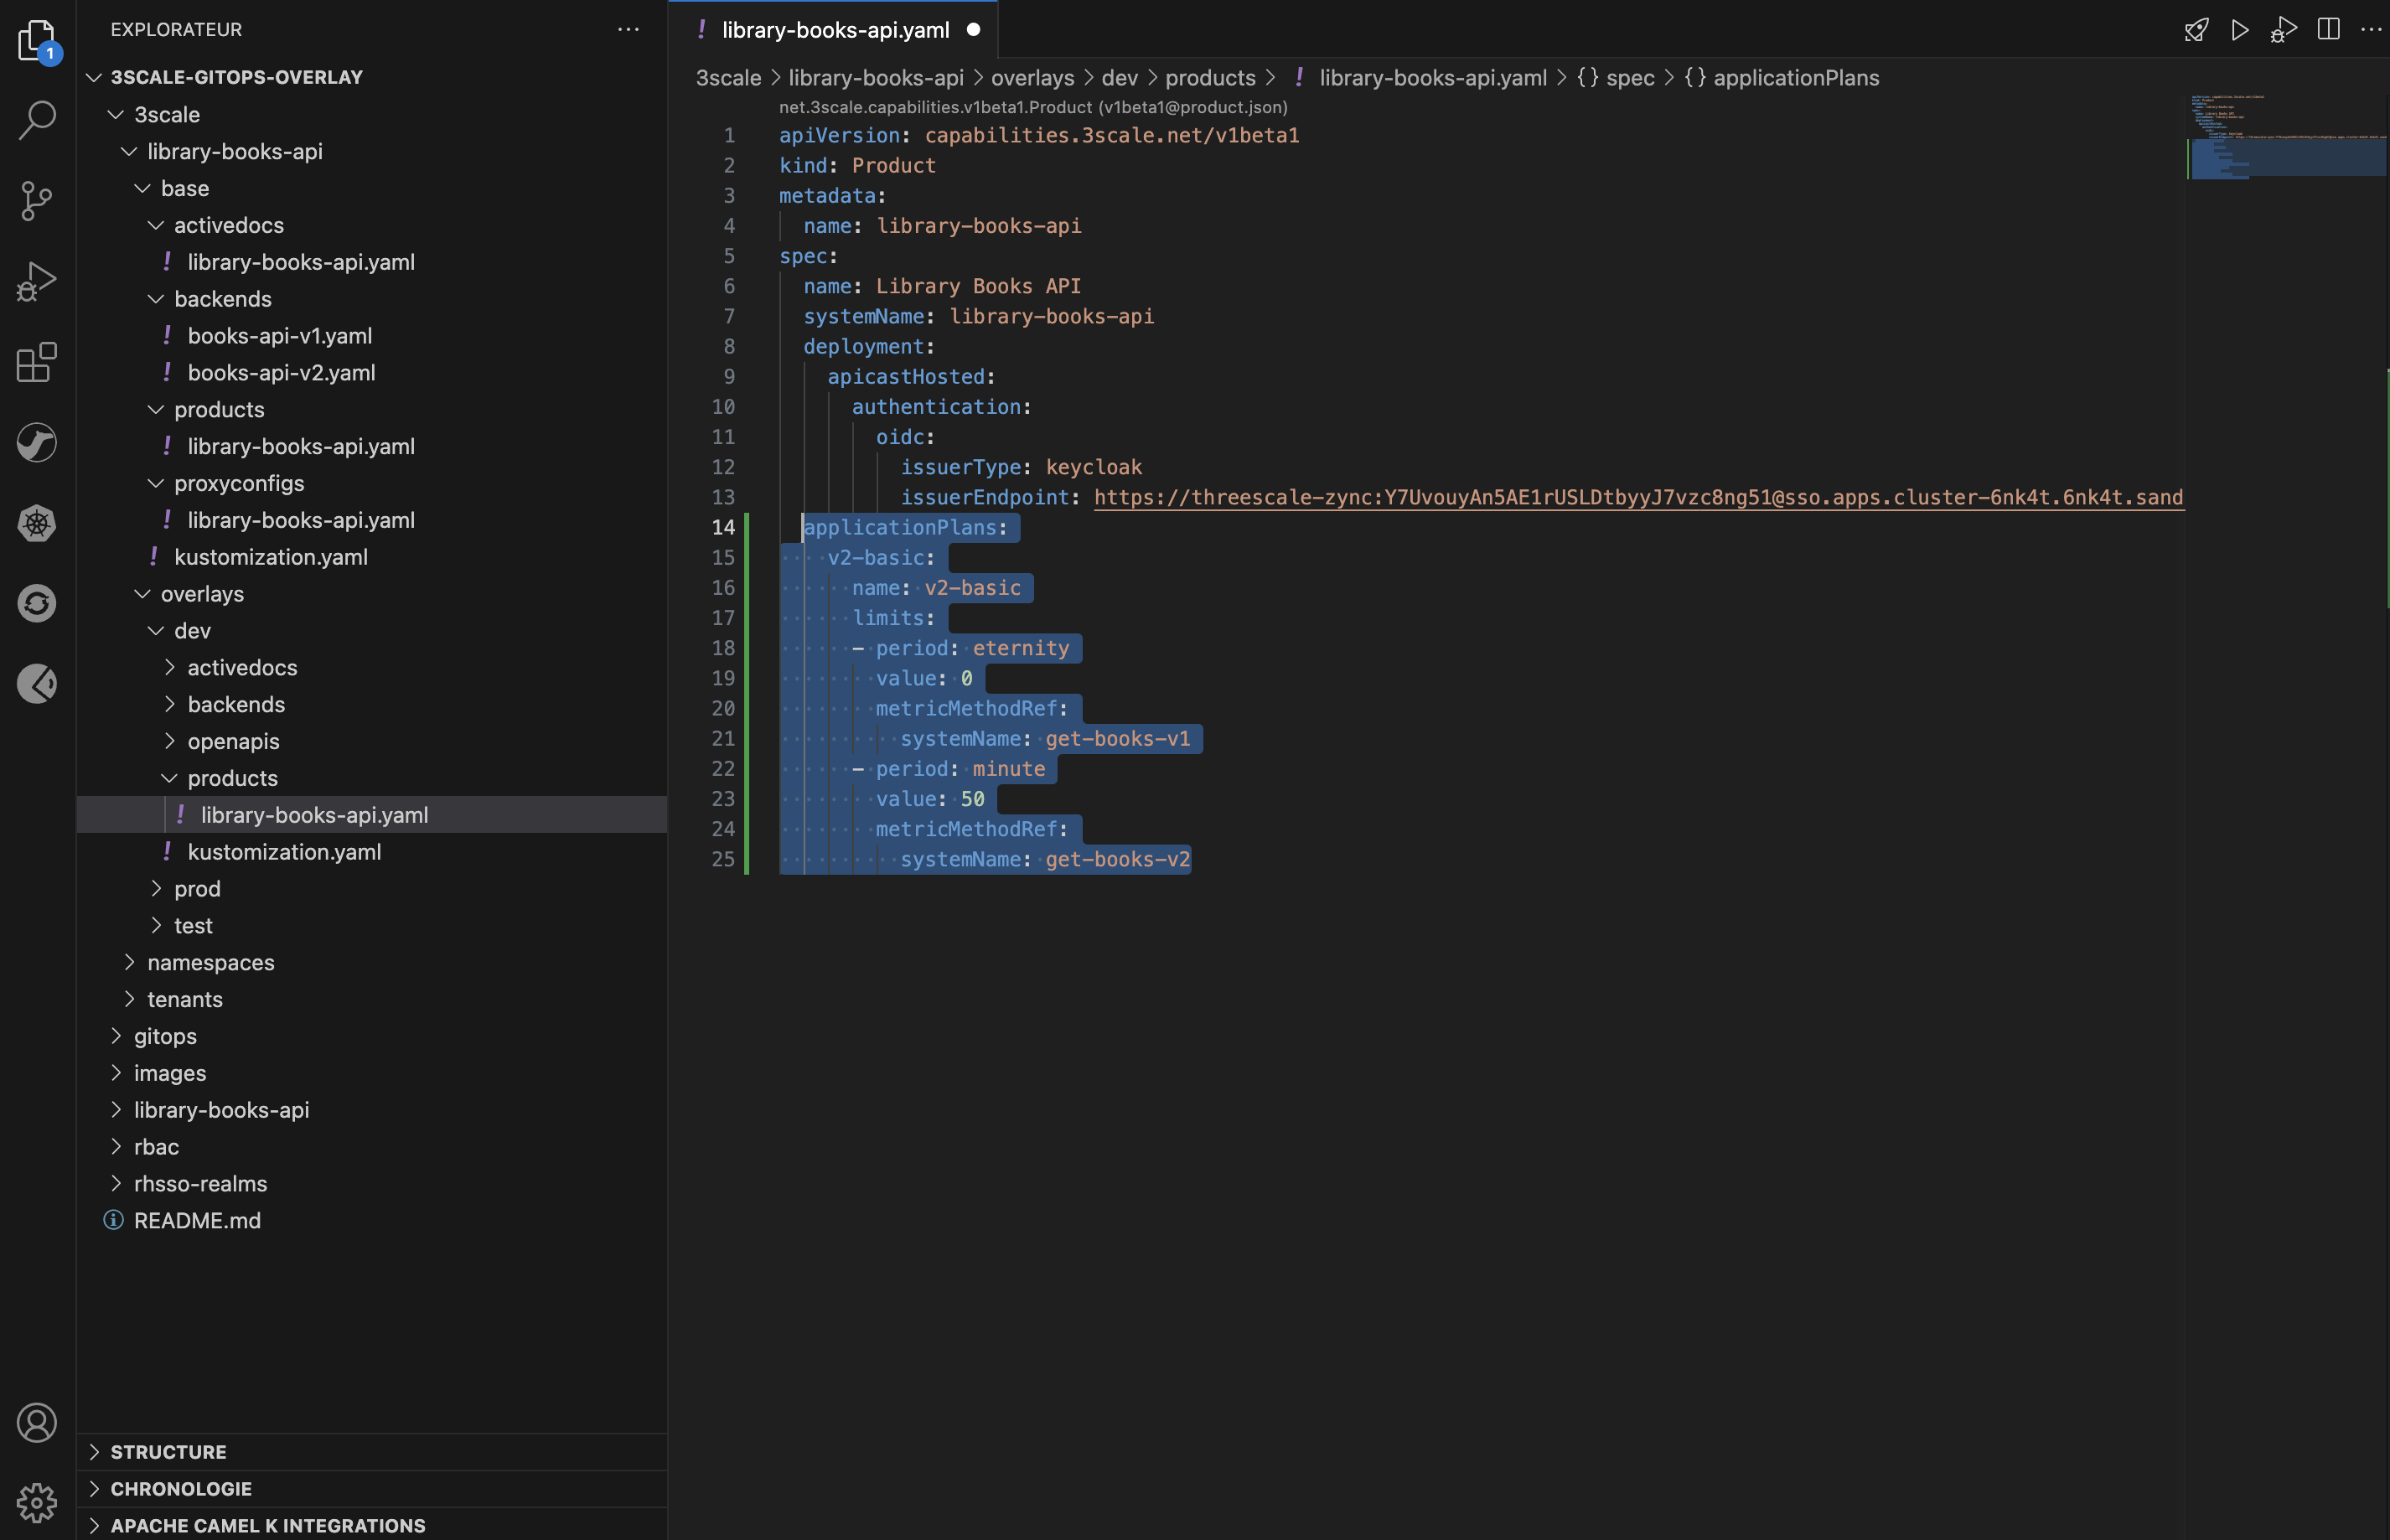 1
EXPLORATEUR
3SCALE-GITOPS-OVERLAY
3scale
library-books-api
base
activedocs
! library-books-api.yaml
backends
! books-api-v1.yaml
! books-api-v2.yaml
products
! library-books-api.yaml
proxyconfigs
! library-books-api.yaml
! kustomization.yaml
overlays
dev
activedocs
backends
openapis
products
! library-books-api.yaml
! kustomization.yaml
prod
test
namespaces
tenants
gitops
images
library-books-api
rbac
rhsso-realms
README.md
STRUCTURE
CHRONOLOGIE
APACHE CAMEL K INTEGRATIONS
! library-books-api.yaml
3scale > library-books-api > overlays > dev > products > ! library-books-api.yaml > {} spec > {} applicationPlans
net.3scale.capabilities.v1beta1.Product (v1beta1@product.json)
1 apiVersion: capabilities.3scale.net/v1beta1
2 kind: Product
3 metadata:
4 name: library-books-api
5 spec:
6 name: Library Books API
7 systemName: library-books-api
8 deployment:
9 apicastHosted:
10 authentication:
11 oidc:
12 issuerType: keycloak
13 issuerEndpoint: https://threescale-zync:Y7UvouyAn5AE1rUSLDtbyyJ7vzc8ng51@sso.apps.cluster-6nk4t.6nk4t.sand
14 applicationPlans:
15 v2-basic:
16 name: v2-basic
17 limits:
18 - period: eternity
19 value: 0
20 metricMethodRef:
21 systemName: get-books-v1
22 - period: minute
23 value: 50
24 metricMethodRef:
25 systemName: get-books-v2